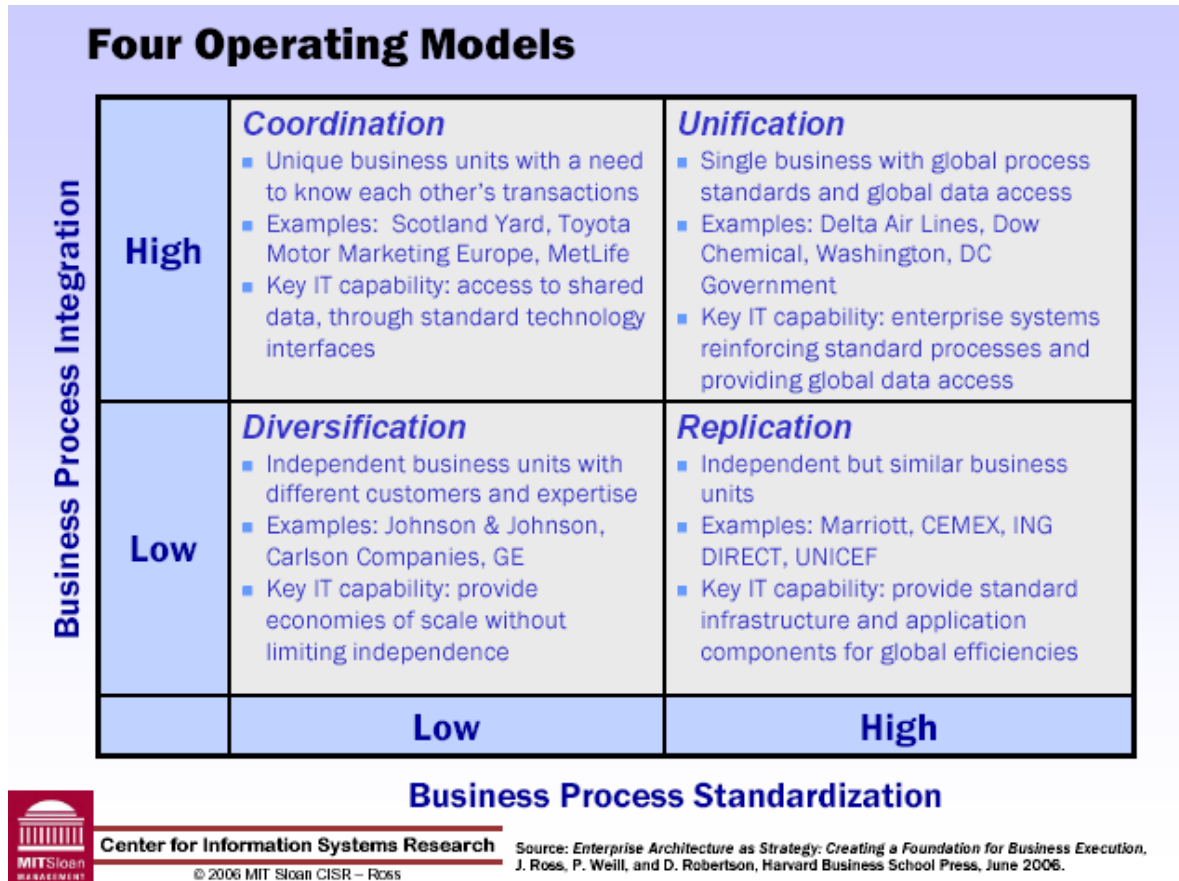 Four Operating Models
Business Process Integration
High
Coordination
■ Unique business units with a need
to know each other's transactions
■ Examples:  Scotland Yard, Toyota
Motor Marketing Europe, MetLife
■ Key IT capability: access to shared
data, through standard technology
interfaces
Unification
■ Single business with global process
standards and global data access
■ Examples: Delta Air Lines, Dow
Chemical, Washington, DC
Government
■ Key IT capability: enterprise systems
reinforcing standard processes and
providing global data access
Low
Diversification
■ Independent business units with
different customers and expertise
■ Examples: Johnson & Johnson,
Carlson Companies, GE
■ Key IT capability: provide
economies of scale without
limiting independence
Replication
■ Independent but similar business
units
■ Examples: Marriott, CEMEX, ING
DIRECT, UNICEF
■ Key IT capability: provide standard
infrastructure and application
components for global efficiencies
Low
High
Business Process Standardization
MITSloan
MANAGEMENT
Center for Information Systems Research
© 2006 MIT Sloan CISR – Ross
Source: Enterprise Architecture as Strategy: Creating a Foundation for Business Execution,
J. Ross, P. Weill, and D. Robertson, Harvard Business School Press, June 2006.